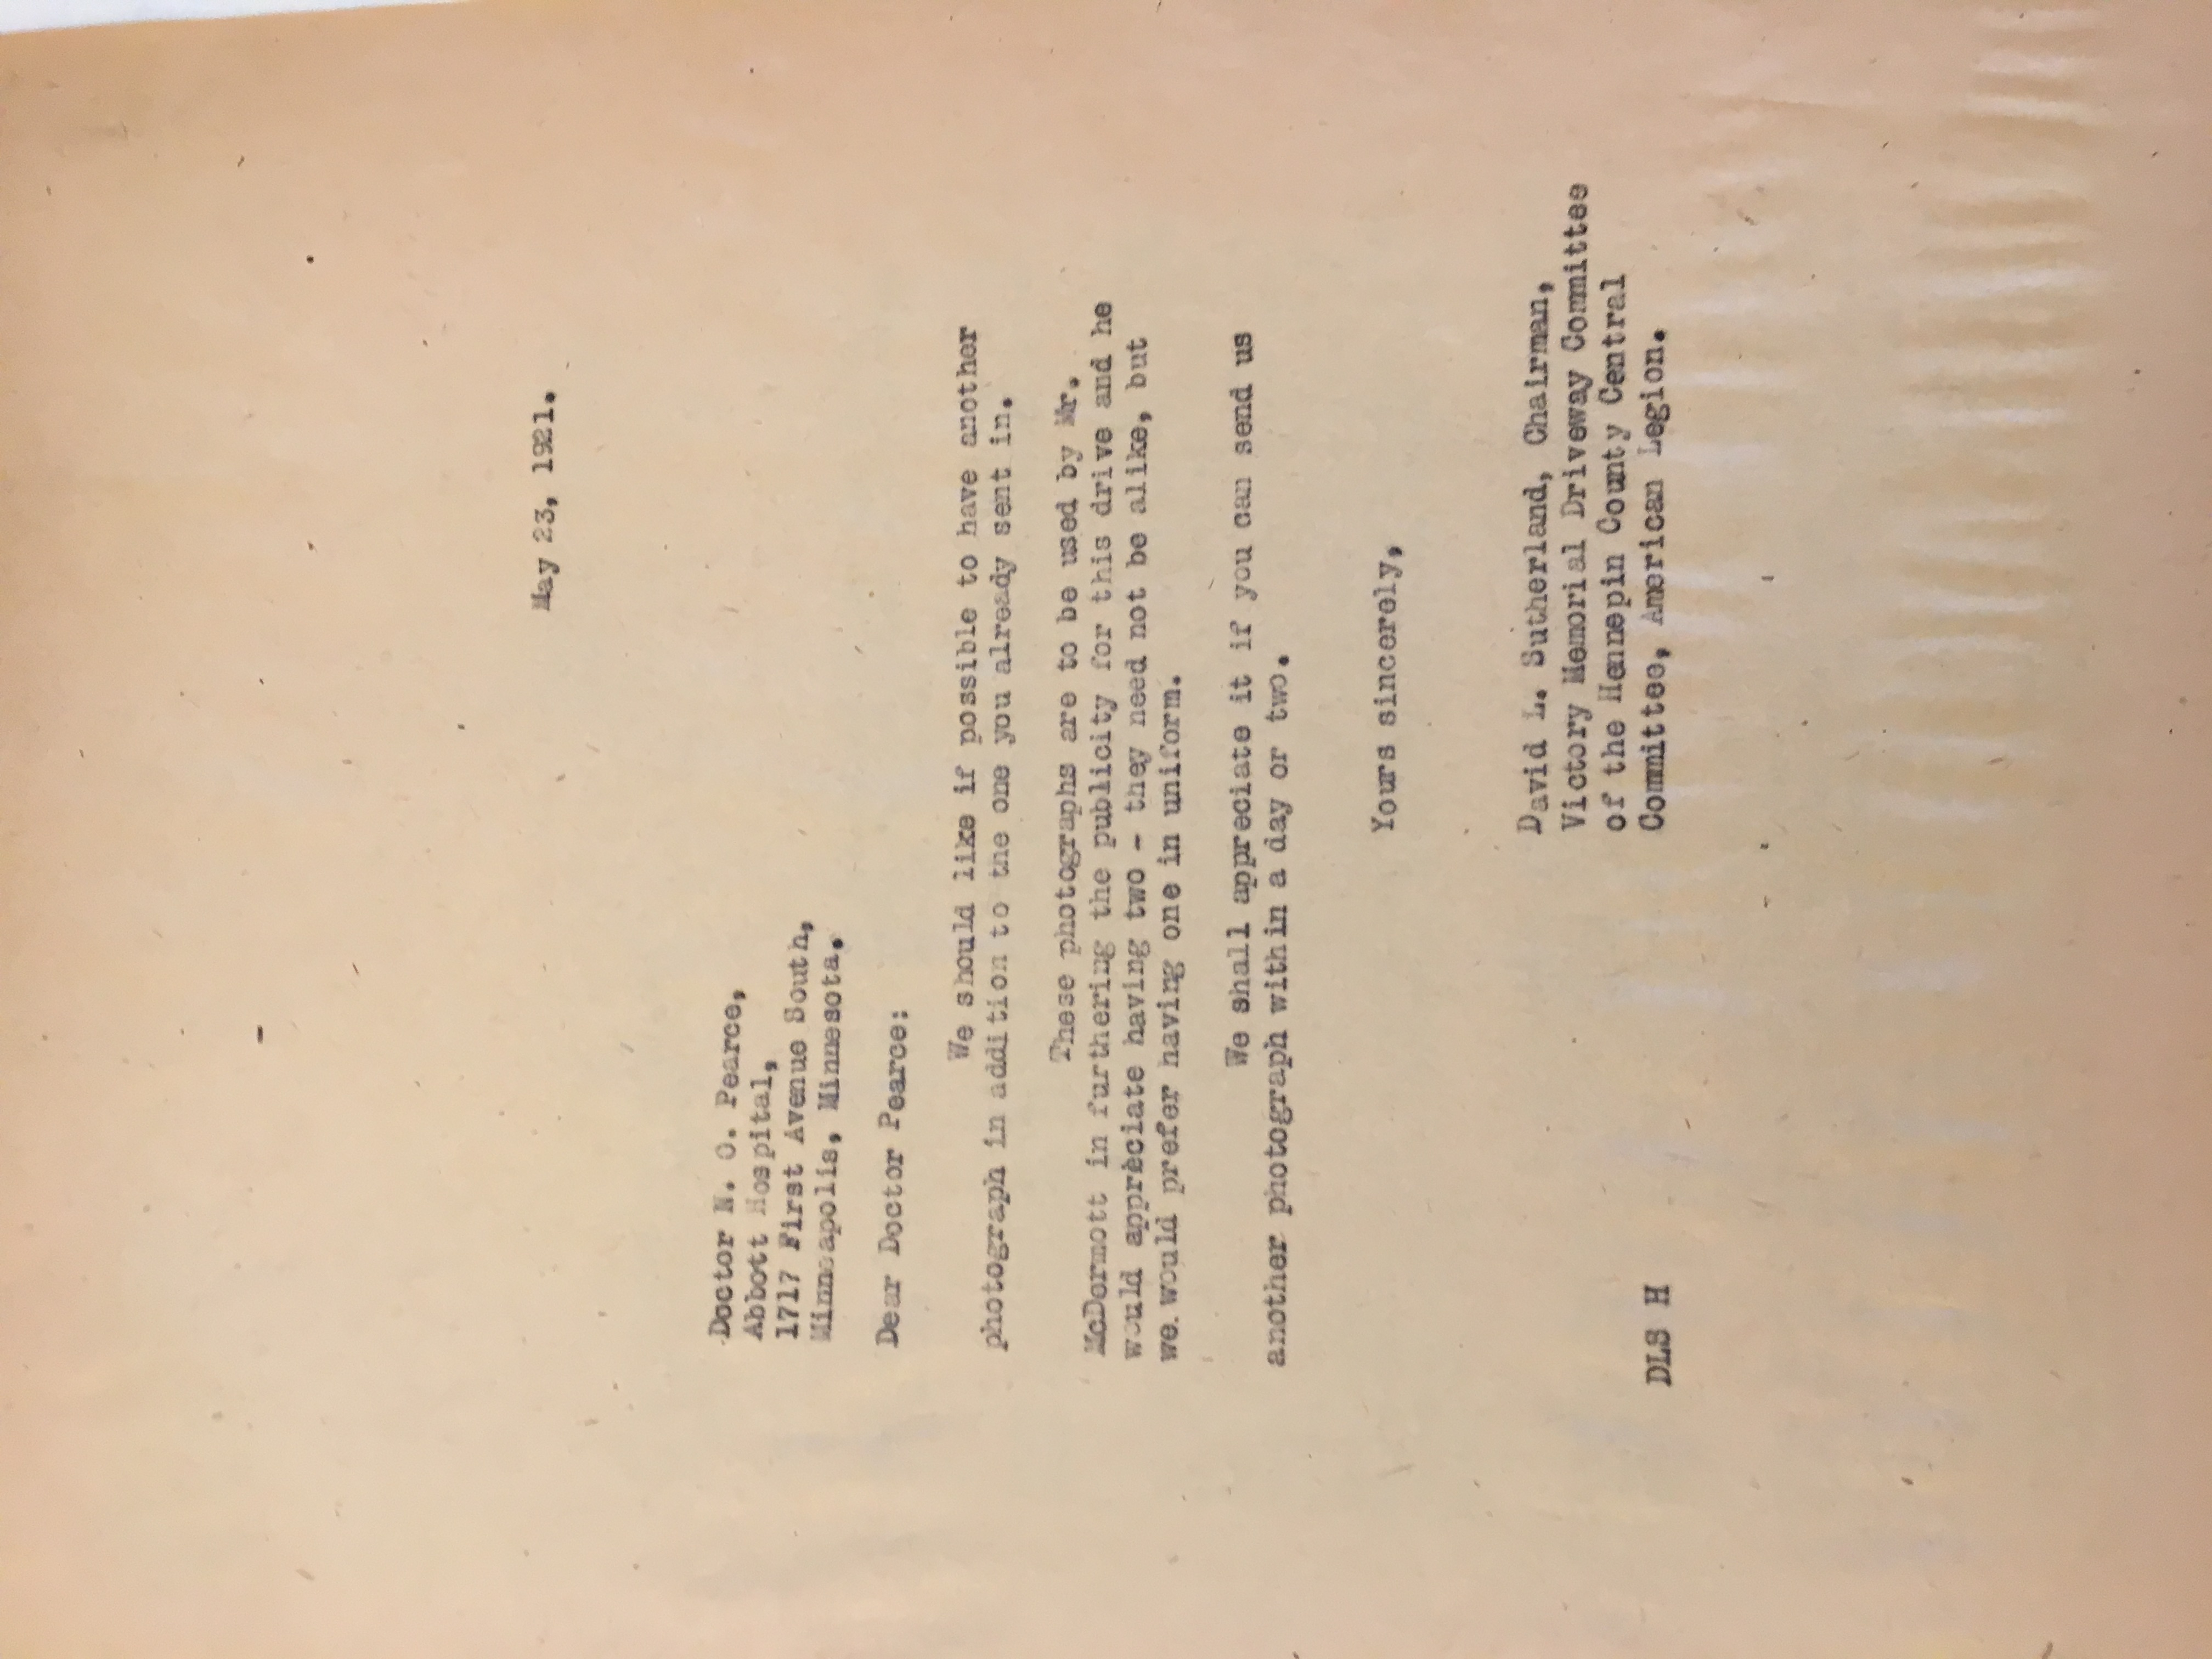 May 23, 1921.
Doctor N. O. Pearce,
Abbott Hospital,
1717 First Avenue South,
Minneapolis, Minnesota.
Dear Doctor Pearce:
We should like if possible to have another
photograph in addition to the one you already sent in.
These photographs are to be used by Mr.
McDermott in furthering the publicity for this drive and he
would appreciate having two - they need not be alike, but
we would prefer having one in uniform.
We shall appreciate it if you can send us
another photograph within a day or two.
Yours sincerely,
David L. Sutherland, Chairman,
Victory Memorial Driveway Committee
of the Hennepin County Central
Committee, American Legion.
DLS H